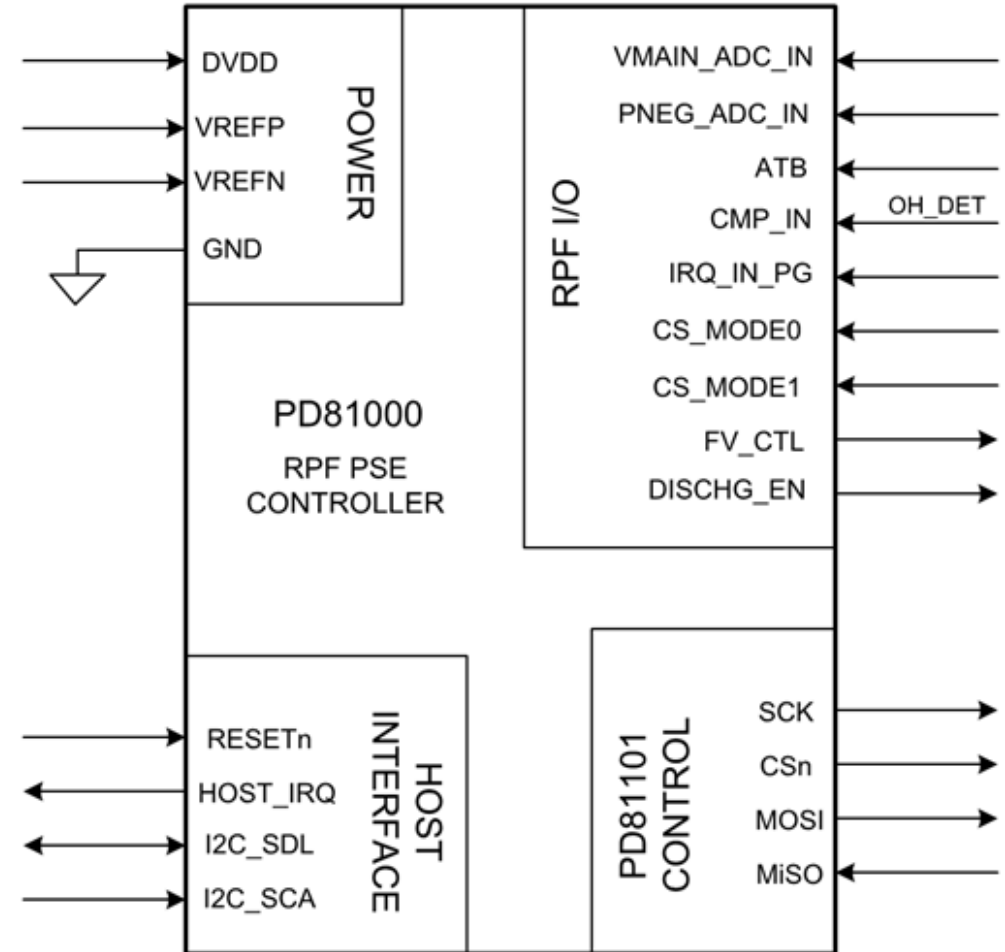 DVDD
VREFP
VREFN
GND
POWER
VMAIN_ADC_IN
PNEG_ADC_IN
ATB
CMP_IN
OH_DET
IRQ_IN_PG
CS_MODE0
CS_MODE1
FV_CTL
DISCHG_EN
RPF I/O
PD81000
RPF PSE
CONTROLLER
RESETn
HOST_IRQ
I2C_SDL
I2C_SCA
HOST
INTERFACE
PD81101
CONTROL
SCK
CSn
MOSI
MiSO